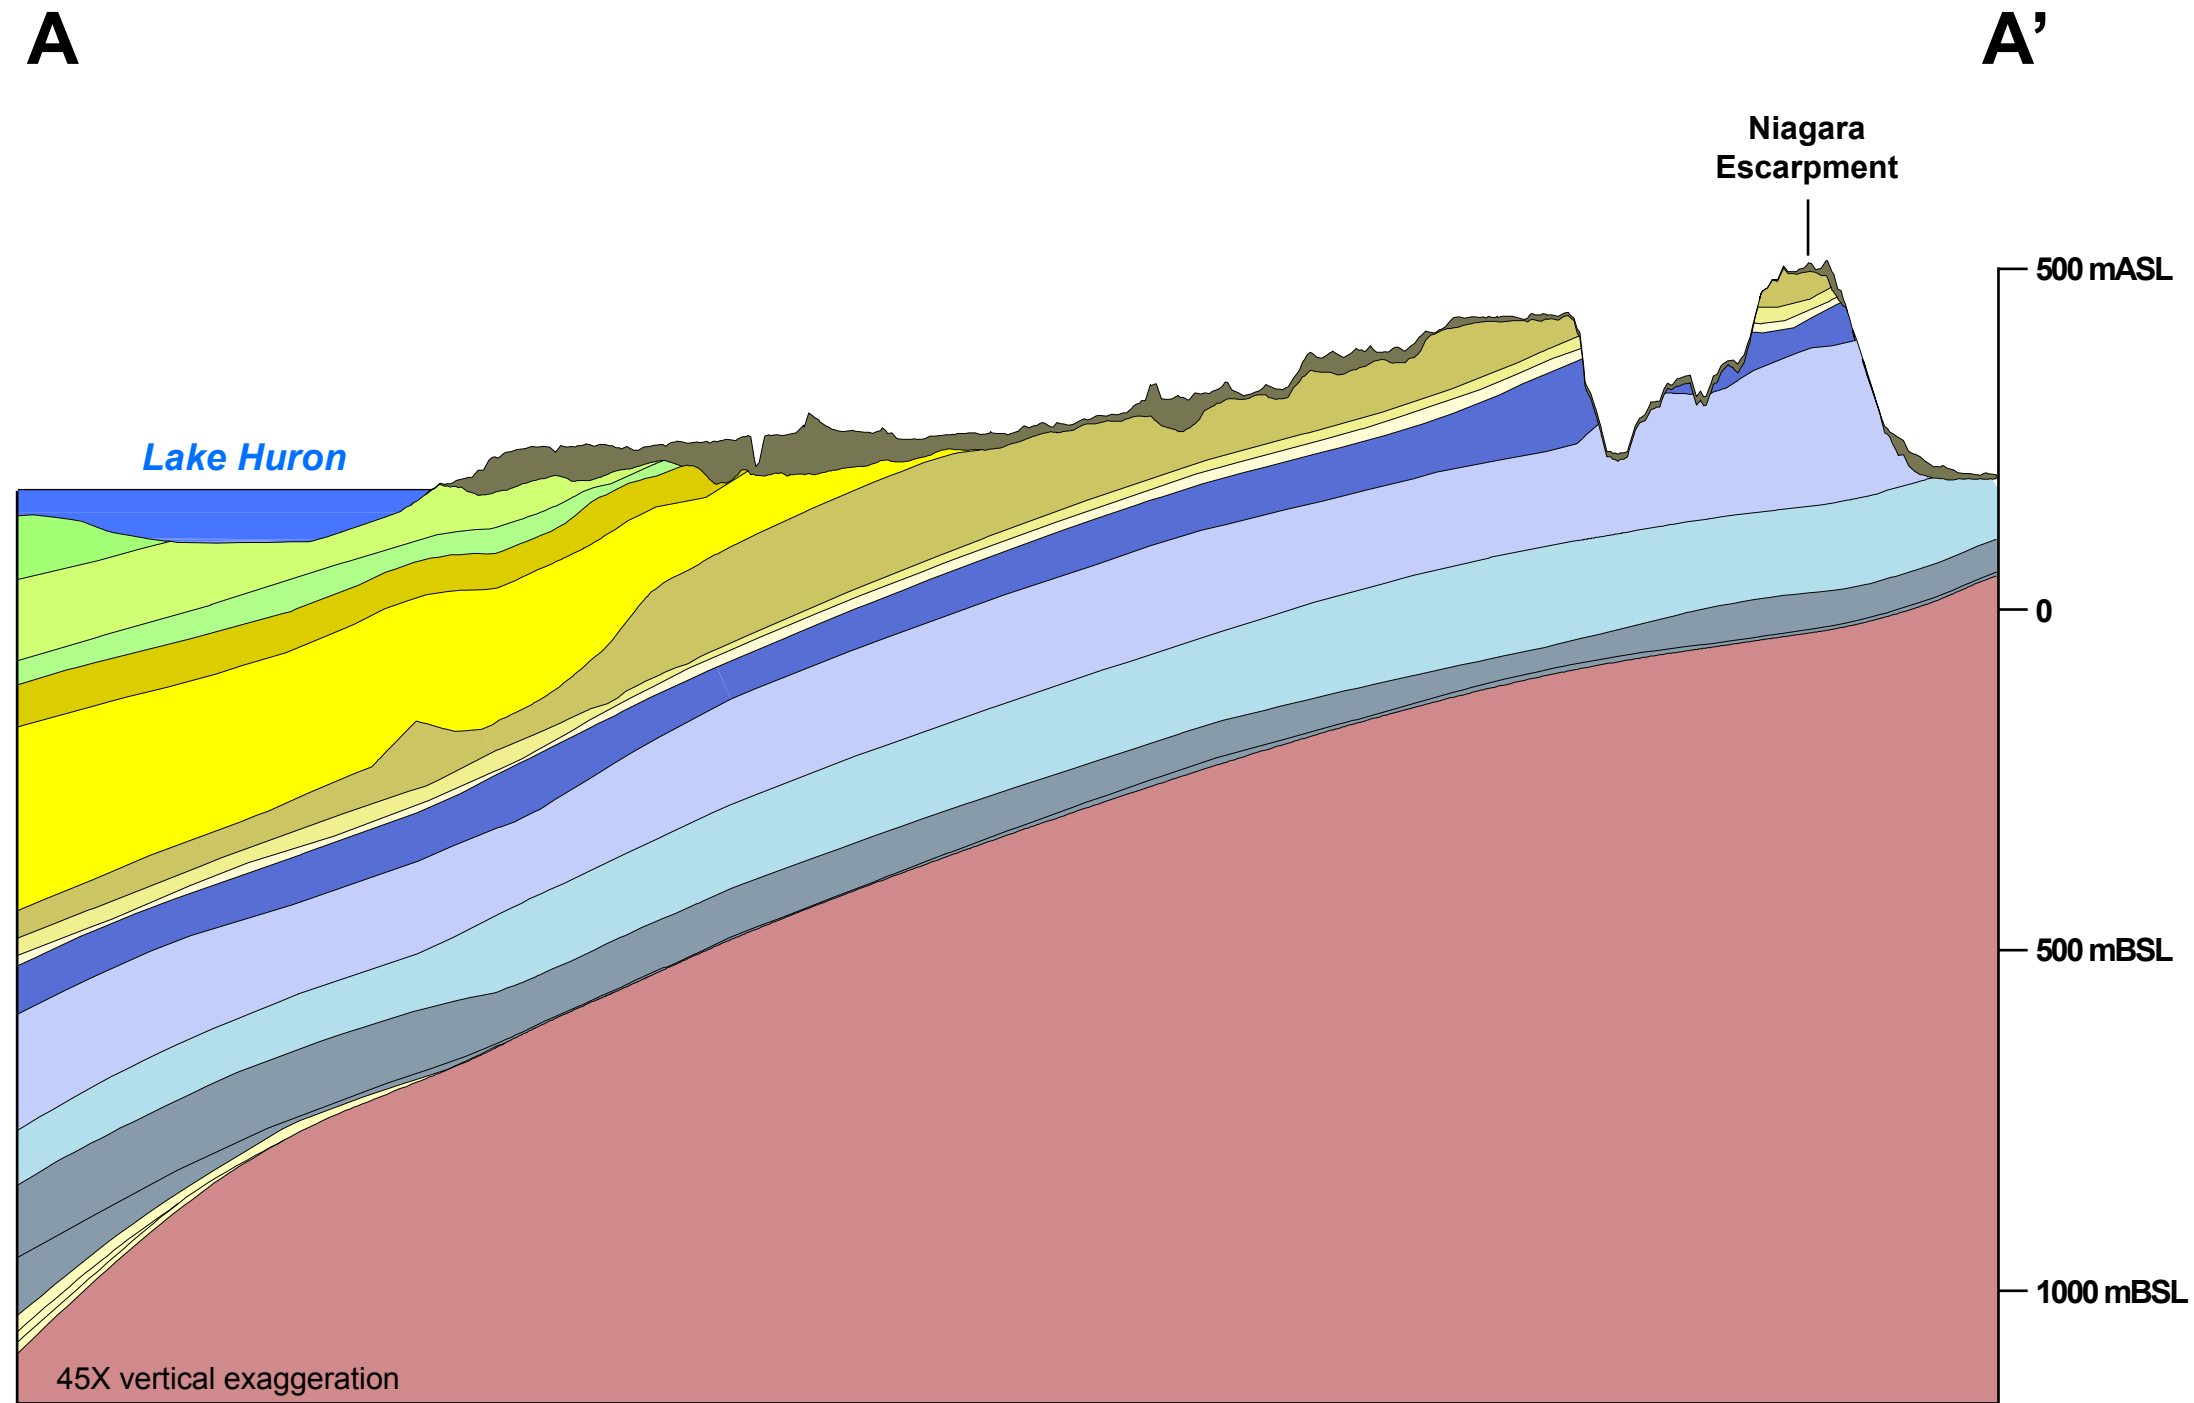 A
A’
Niagara
Escarpment
500 mASL
Lake Huron
0
500 mBSL
1000 mBSL
45X vertical exaggeration